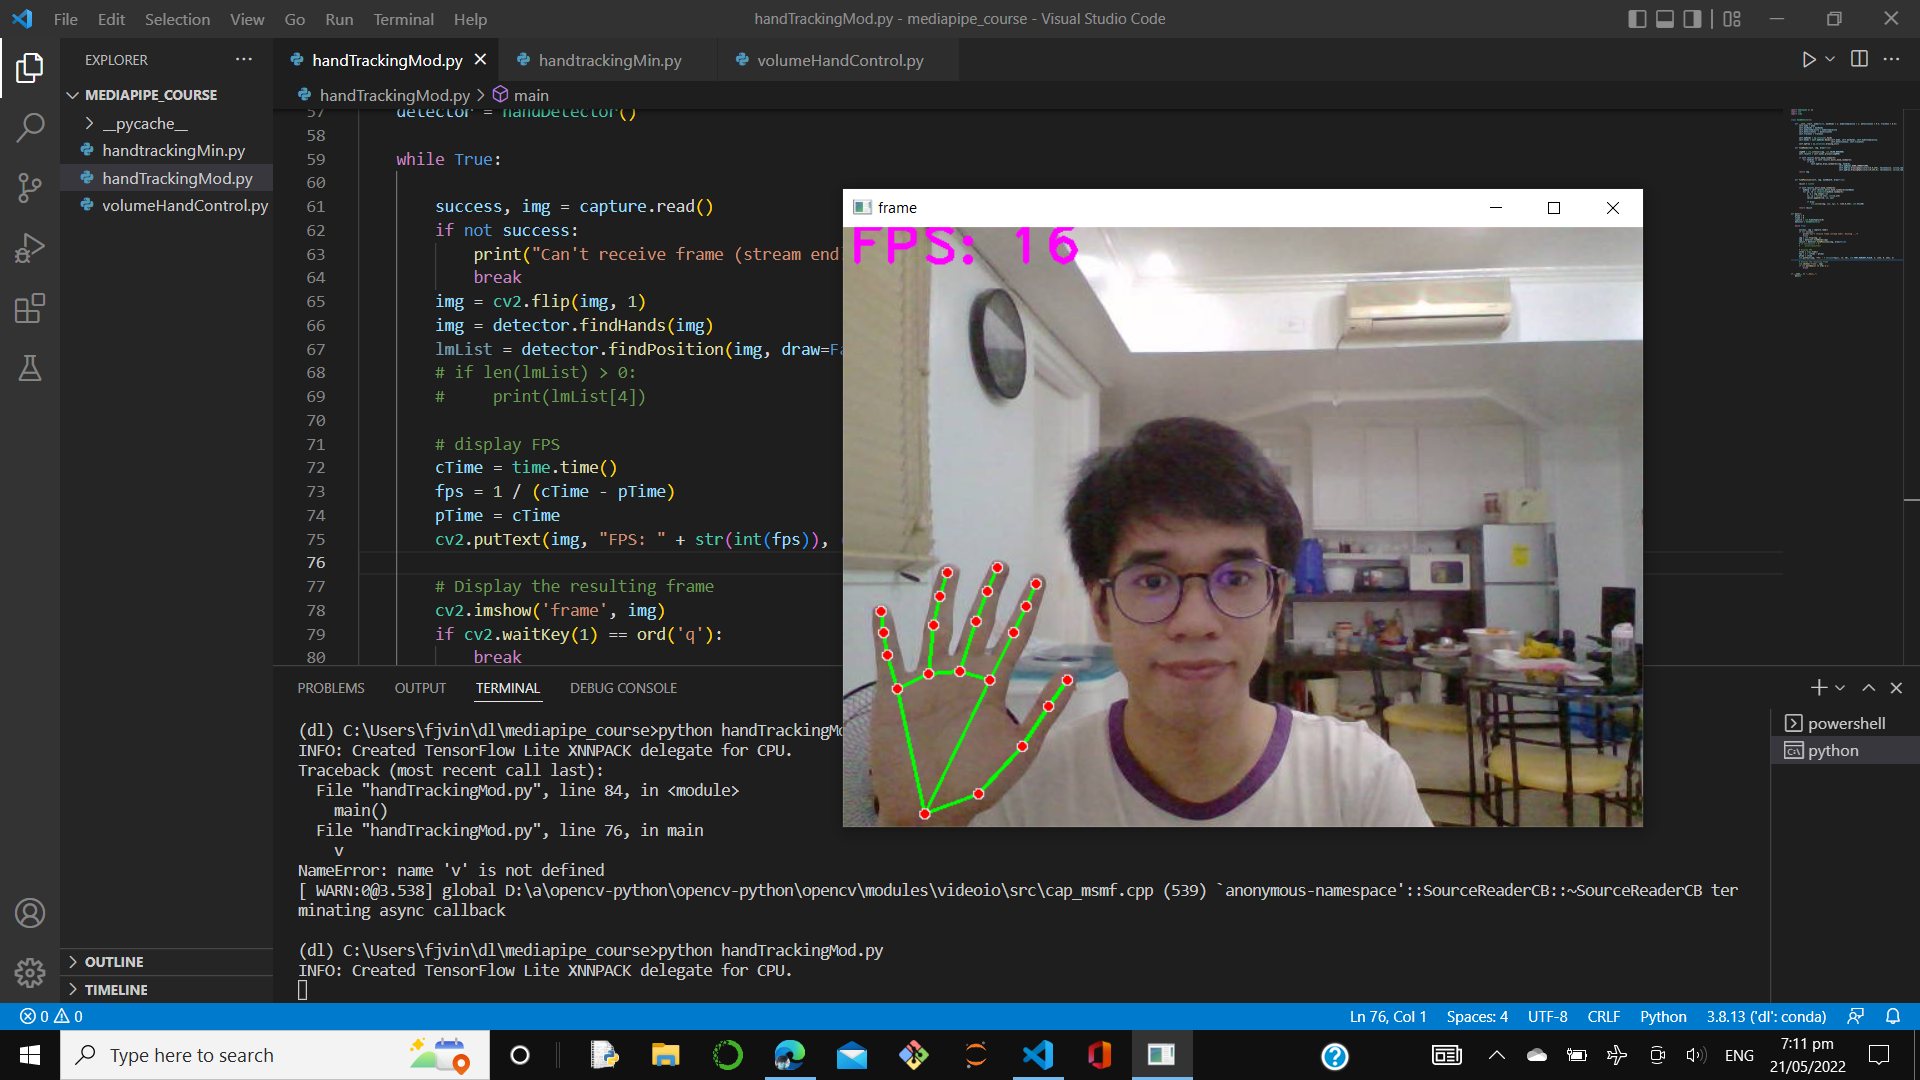 File Edit Selection View Go Run Terminal Help
handTrackingMod.py - mediapipe_course - Visual Studio Code
EXPLORER
MEDIAPIPE_COURSE
__pycache__
handtrackingMin.py
handTrackingMod.py
volumeHandControl.py
OUTLINE
TIMELINE
handTrackingMod.py handtrackingMin.py volumeHandControl.py
handTrackingMod.py > main
57 detector = handDetector()
58
59 while True:
60
61 success, img = capture.read()
62 if not success:
63 print("Can't receive frame (stream end
64 break
65 img = cv2.flip(img, 1)
66 img = detector.findHands(img)
67 lmList = detector.findPosition(img, draw=Fa
68 # if len(lmList) > 0:
69 #     print(lmList[4])
70
71 # display FPS
72 cTime = time.time()
73 fps = 1 / (cTime - pTime)
74 pTime = cTime
75 cv2.putText(img, "FPS: " + str(int(fps)), (
76
77 # Display the resulting frame
78 cv2.imshow('frame', img)
79 if cv2.waitKey(1) == ord('q'):
80 break
frame
FPS: 16
PROBLEMS OUTPUT TERMINAL DEBUG CONSOLE
(dl) C:\Users\fjvin\dl\mediapipe_course>python handTrackingMo
INFO: Created TensorFlow Lite XNNPACK delegate for CPU.
Traceback (most recent call last):
File "handTrackingMod.py", line 84, in <module>
main()
File "handTrackingMod.py", line 76, in main
v
NameError: name 'v' is not defined
[ WARN:0@3.538] global D:\a\opencv-python\opencv-python\opencv\modules\videoio\src\cap_msmf.cpp (539) `anonymous-namespace'::SourceReaderCB::~SourceReaderCB ter
minating async callback
(dl) C:\Users\fjvin\dl\mediapipe_course>python handTrackingMod.py
INFO: Created TensorFlow Lite XNNPACK delegate for CPU.
powershell
python
0 0
Ln 76, Col 1 Spaces: 4 UTF-8 CRLF Python 3.8.13 ('dl': conda)
Type here to search
ENG
7:11 pm
21/05/2022